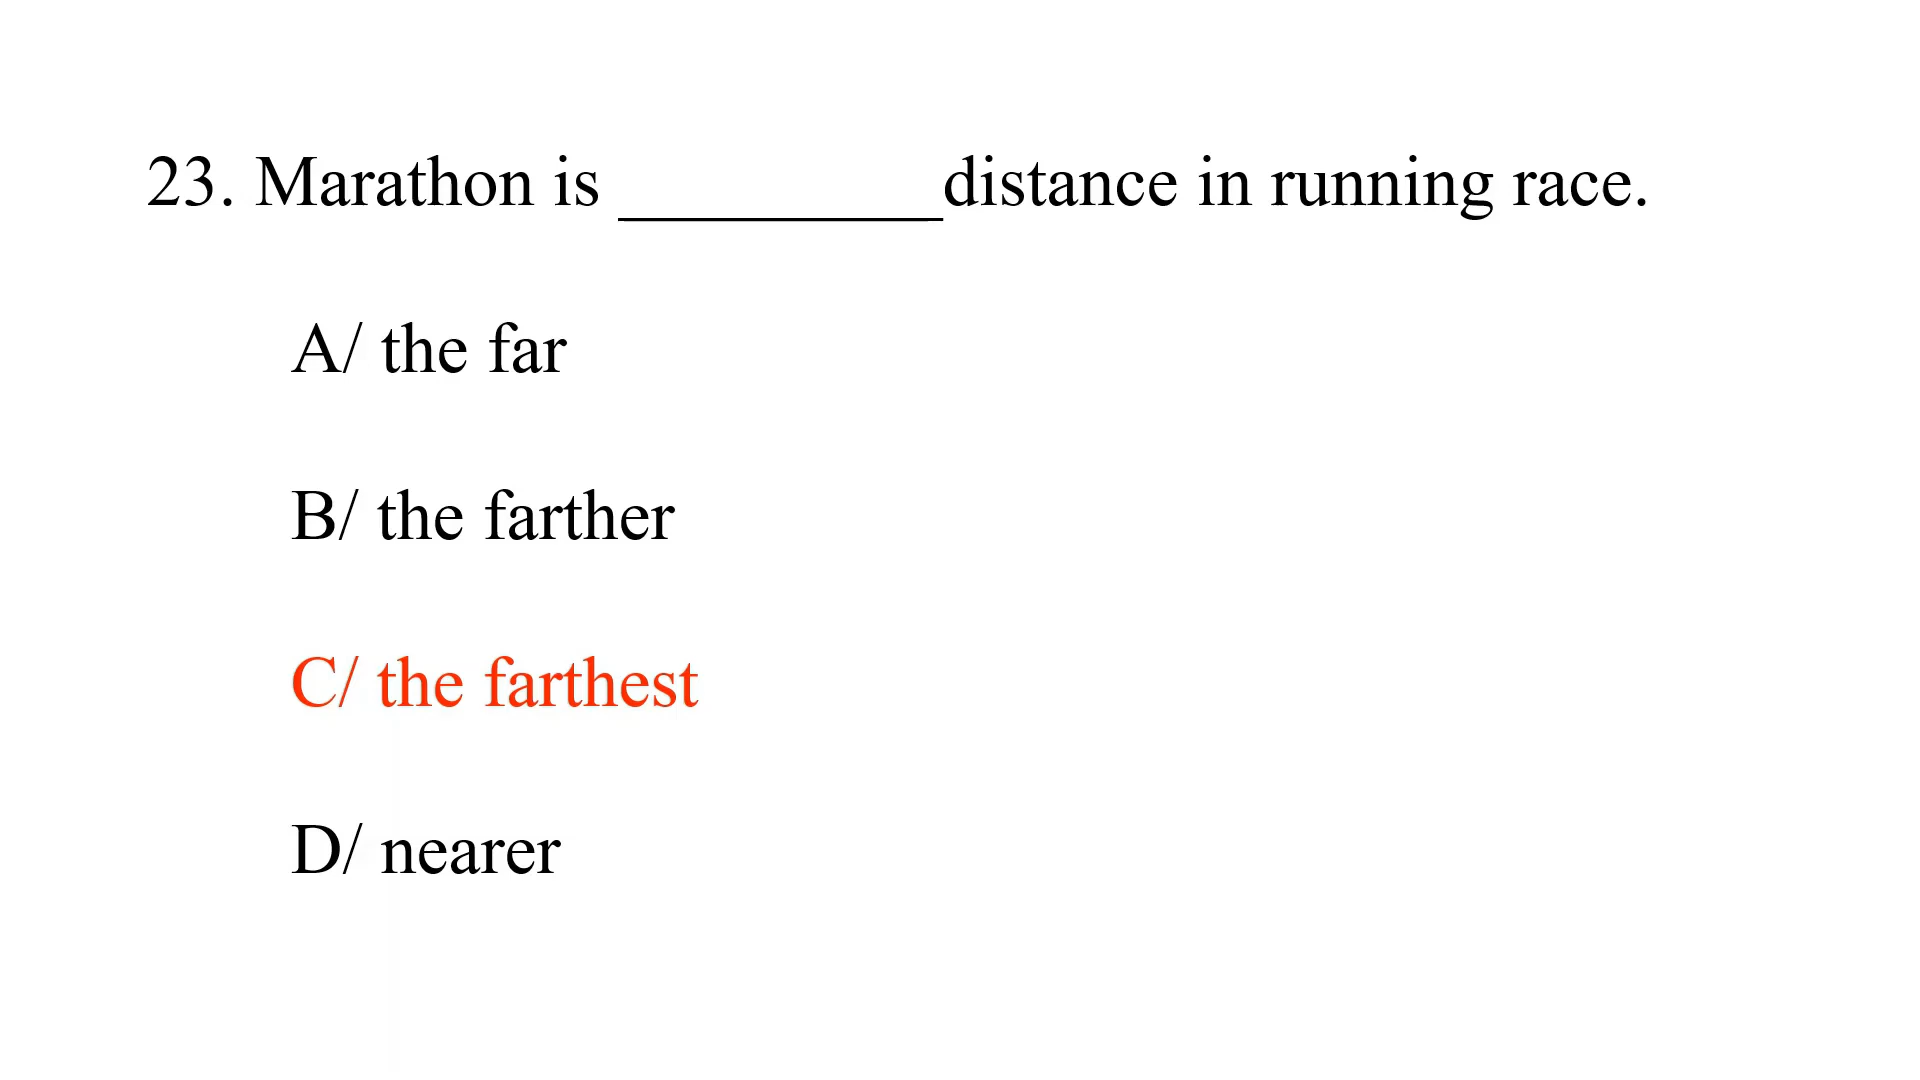 23. Marathon is _________distance in running race.
A/ the far
B/ the farther
C/ the farthest
D/ nearer